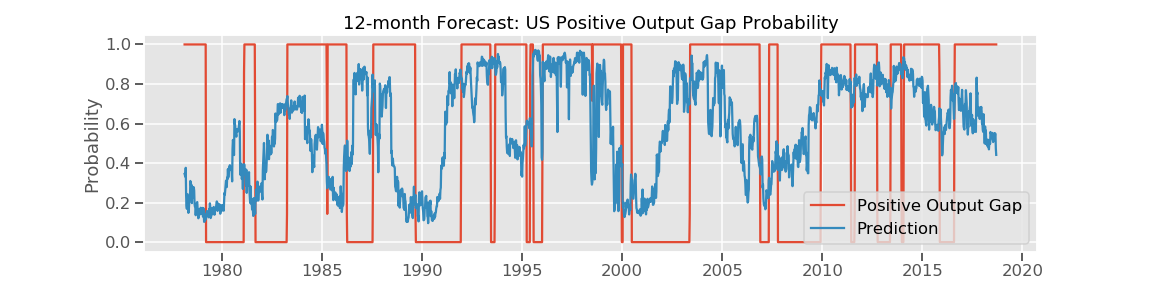 12-month Forecast: US Positive Output Gap Probability
Probability
1.0
0.8
0.6
0.4
0.2
0.0
Positive Output Gap
Prediction
1980 1985 1990 1995 2000 2005 2010 2015 2020